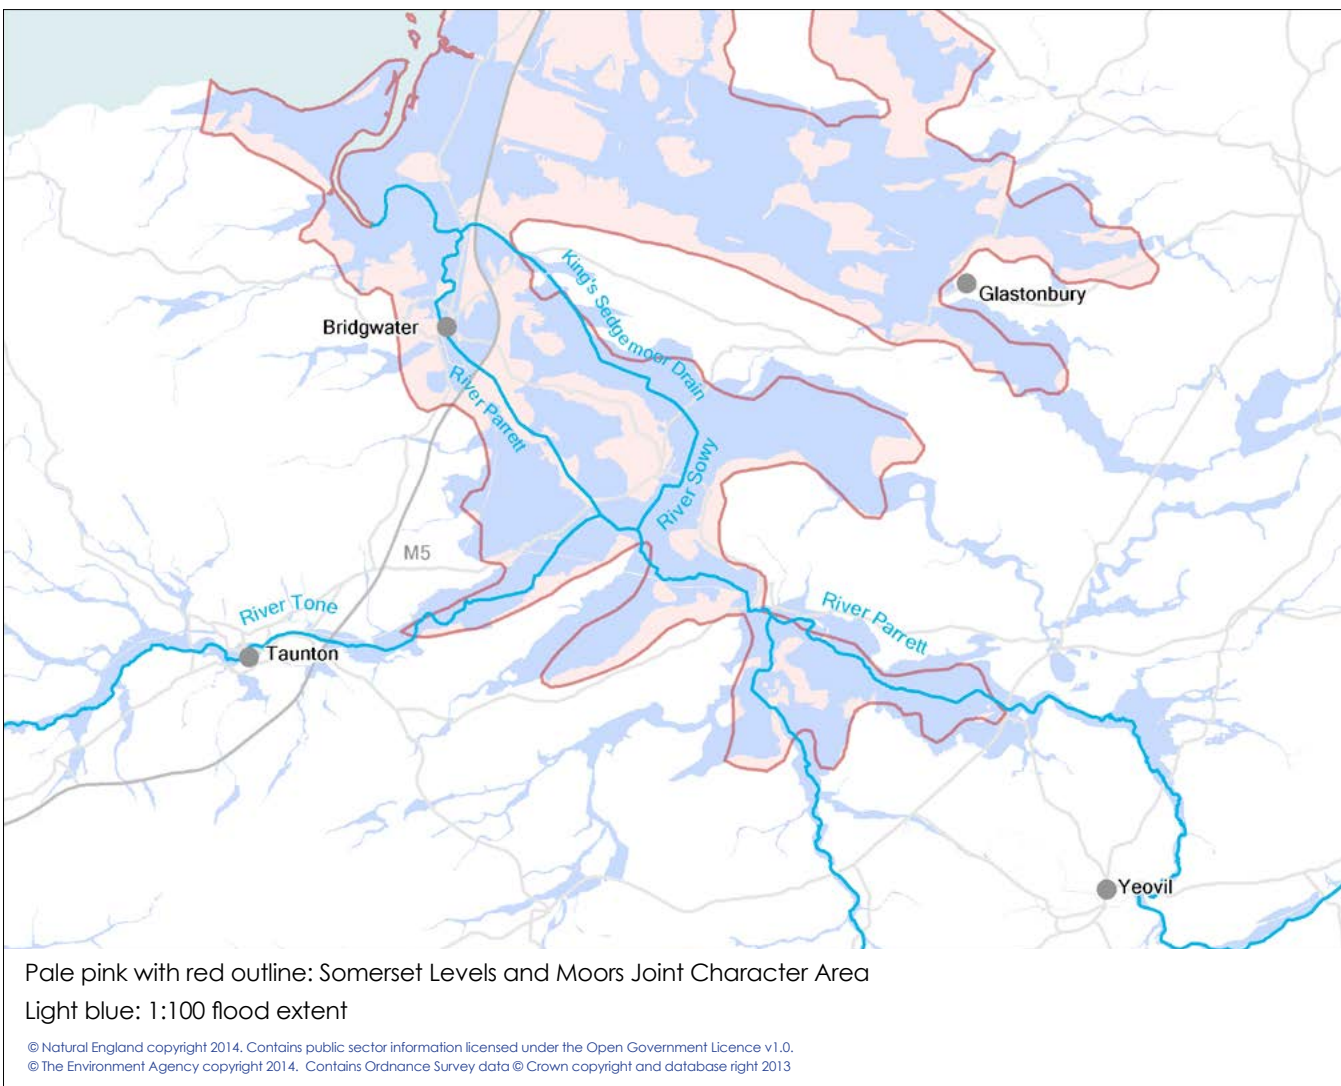 King's Sedgemoor Drain
Glastonbury
Bridgwater
River Parrett
River Sowy
M5
River Tone
River Parrett
Taunton
Yeovil
Pale pink with red outline: Somerset Levels and Moors Joint Character Area
Light blue: 1:100 flood extent
© Natural England copyright 2014. Contains public sector information licensed under the Open Government Licence v1.0.
© The Environment Agency copyright 2014. Contains Ordnance Survey data © Crown copyright and database right 2013